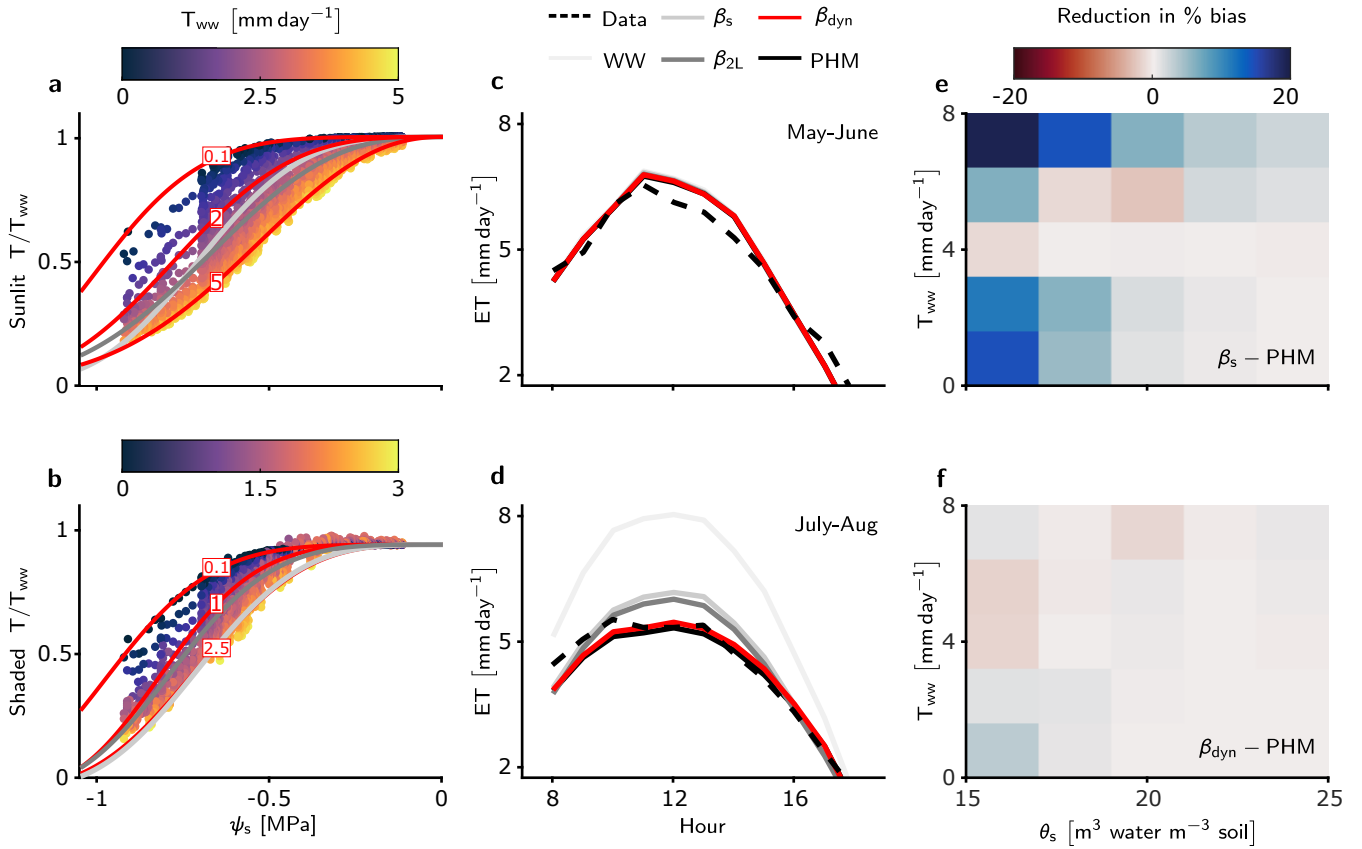 T_ww [mm day⁻¹]
0 2.5 5
Data β_s β_dyn
WW β_2L PHM
Reduction in % bias
-20 0 20
a
Sunlit T/T_ww
1
0.5
0
0.1
2
5
c
May-June
ET [mm day⁻¹]
8
5
2
e
T_ww [mm day⁻¹]
8
4
0
β_s − PHM
0 1.5 3
b
Shaded T/T_ww
1
0.5
0
0.1
1
2.5
-1 -0.5 0
ψ_s [MPa]
d
July-Aug
ET [mm day⁻¹]
8
5
2
8 12 16
Hour
f
T_ww [mm day⁻¹]
8
4
0
β_dyn − PHM
15 20 25
θ_s [m³ water m⁻³ soil]